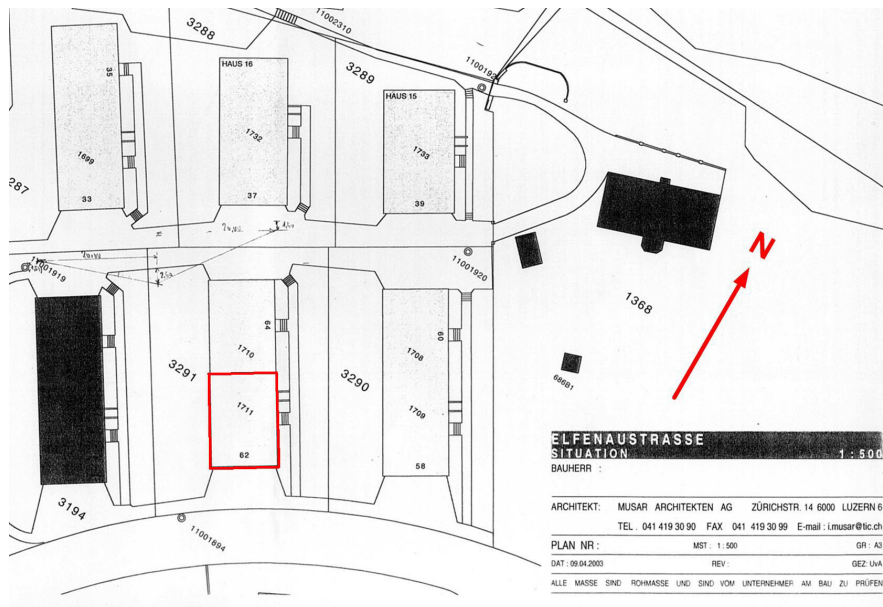 3288
11002310
HAUS 16
3289
1100192
HAUS 15
35
1699
1732
1733
33
37
39
287
11001920
N
1368
11001919
3291
64
1710
3290
1708
60
1711
1709
62
58
686B1
3194
11001894
ELFENAUSTRASSE
SITUATION 1 : 500
BAUHERR :
ARCHITEKT: MUSAR ARCHITEKTEN AG ZÜRICHSTR. 14 6000 LUZERN 6
TEL . 041 419 30 90 FAX 041 419 30 99 E-mail : i.musar@tic.ch
PLAN NR : MST : 1 : 500 GR : A3
DAT : 09.04.2003 REV : GEZ: UvA
ALLE MASSE SIND ROHMASSE UND SIND VOM UNTERNEHMER AM BAU ZU PRÜFEN